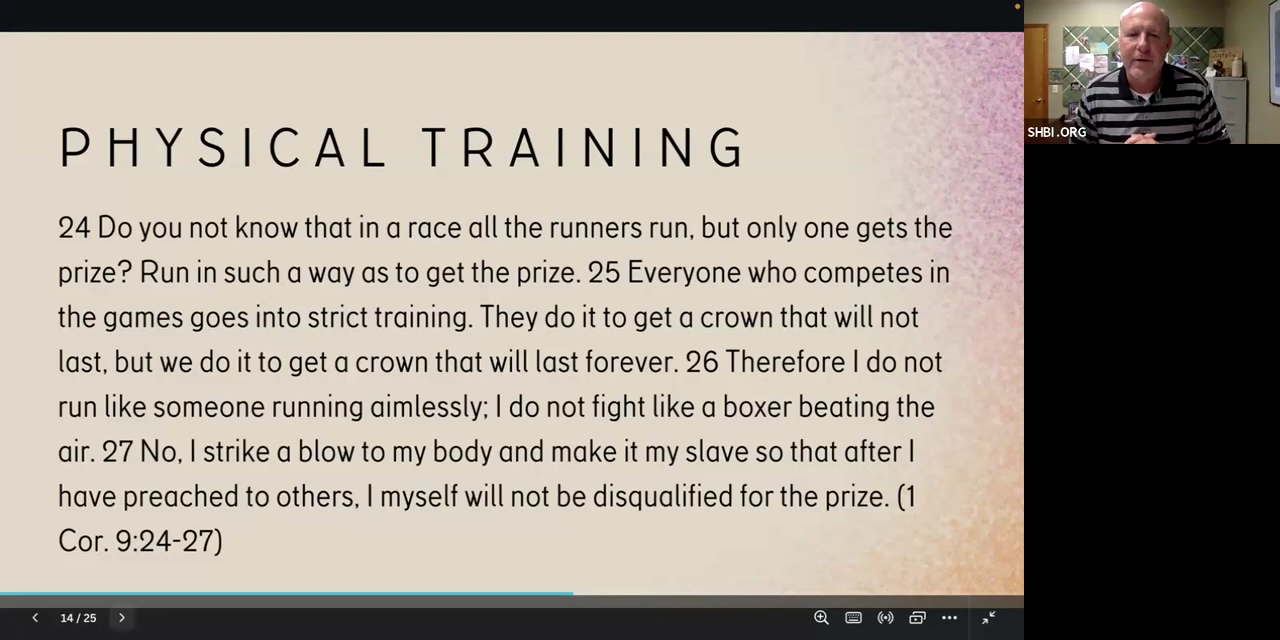 PHYSICAL TRAINING
24 Do you not know that in a race all the runners run, but only one gets the
prize? Run in such a way as to get the prize. 25 Everyone who competes in
the games goes into strict training. They do it to get a crown that will not
last, but we do it to get a crown that will last forever. 26 Therefore I do not
run like someone running aimlessly; I do not fight like a boxer beating the
air. 27 No, I strike a blow to my body and make it my slave so that after I
have preached to others, I myself will not be disqualified for the prize. (1
Cor. 9:24-27)
14 / 25
SHBI.ORG